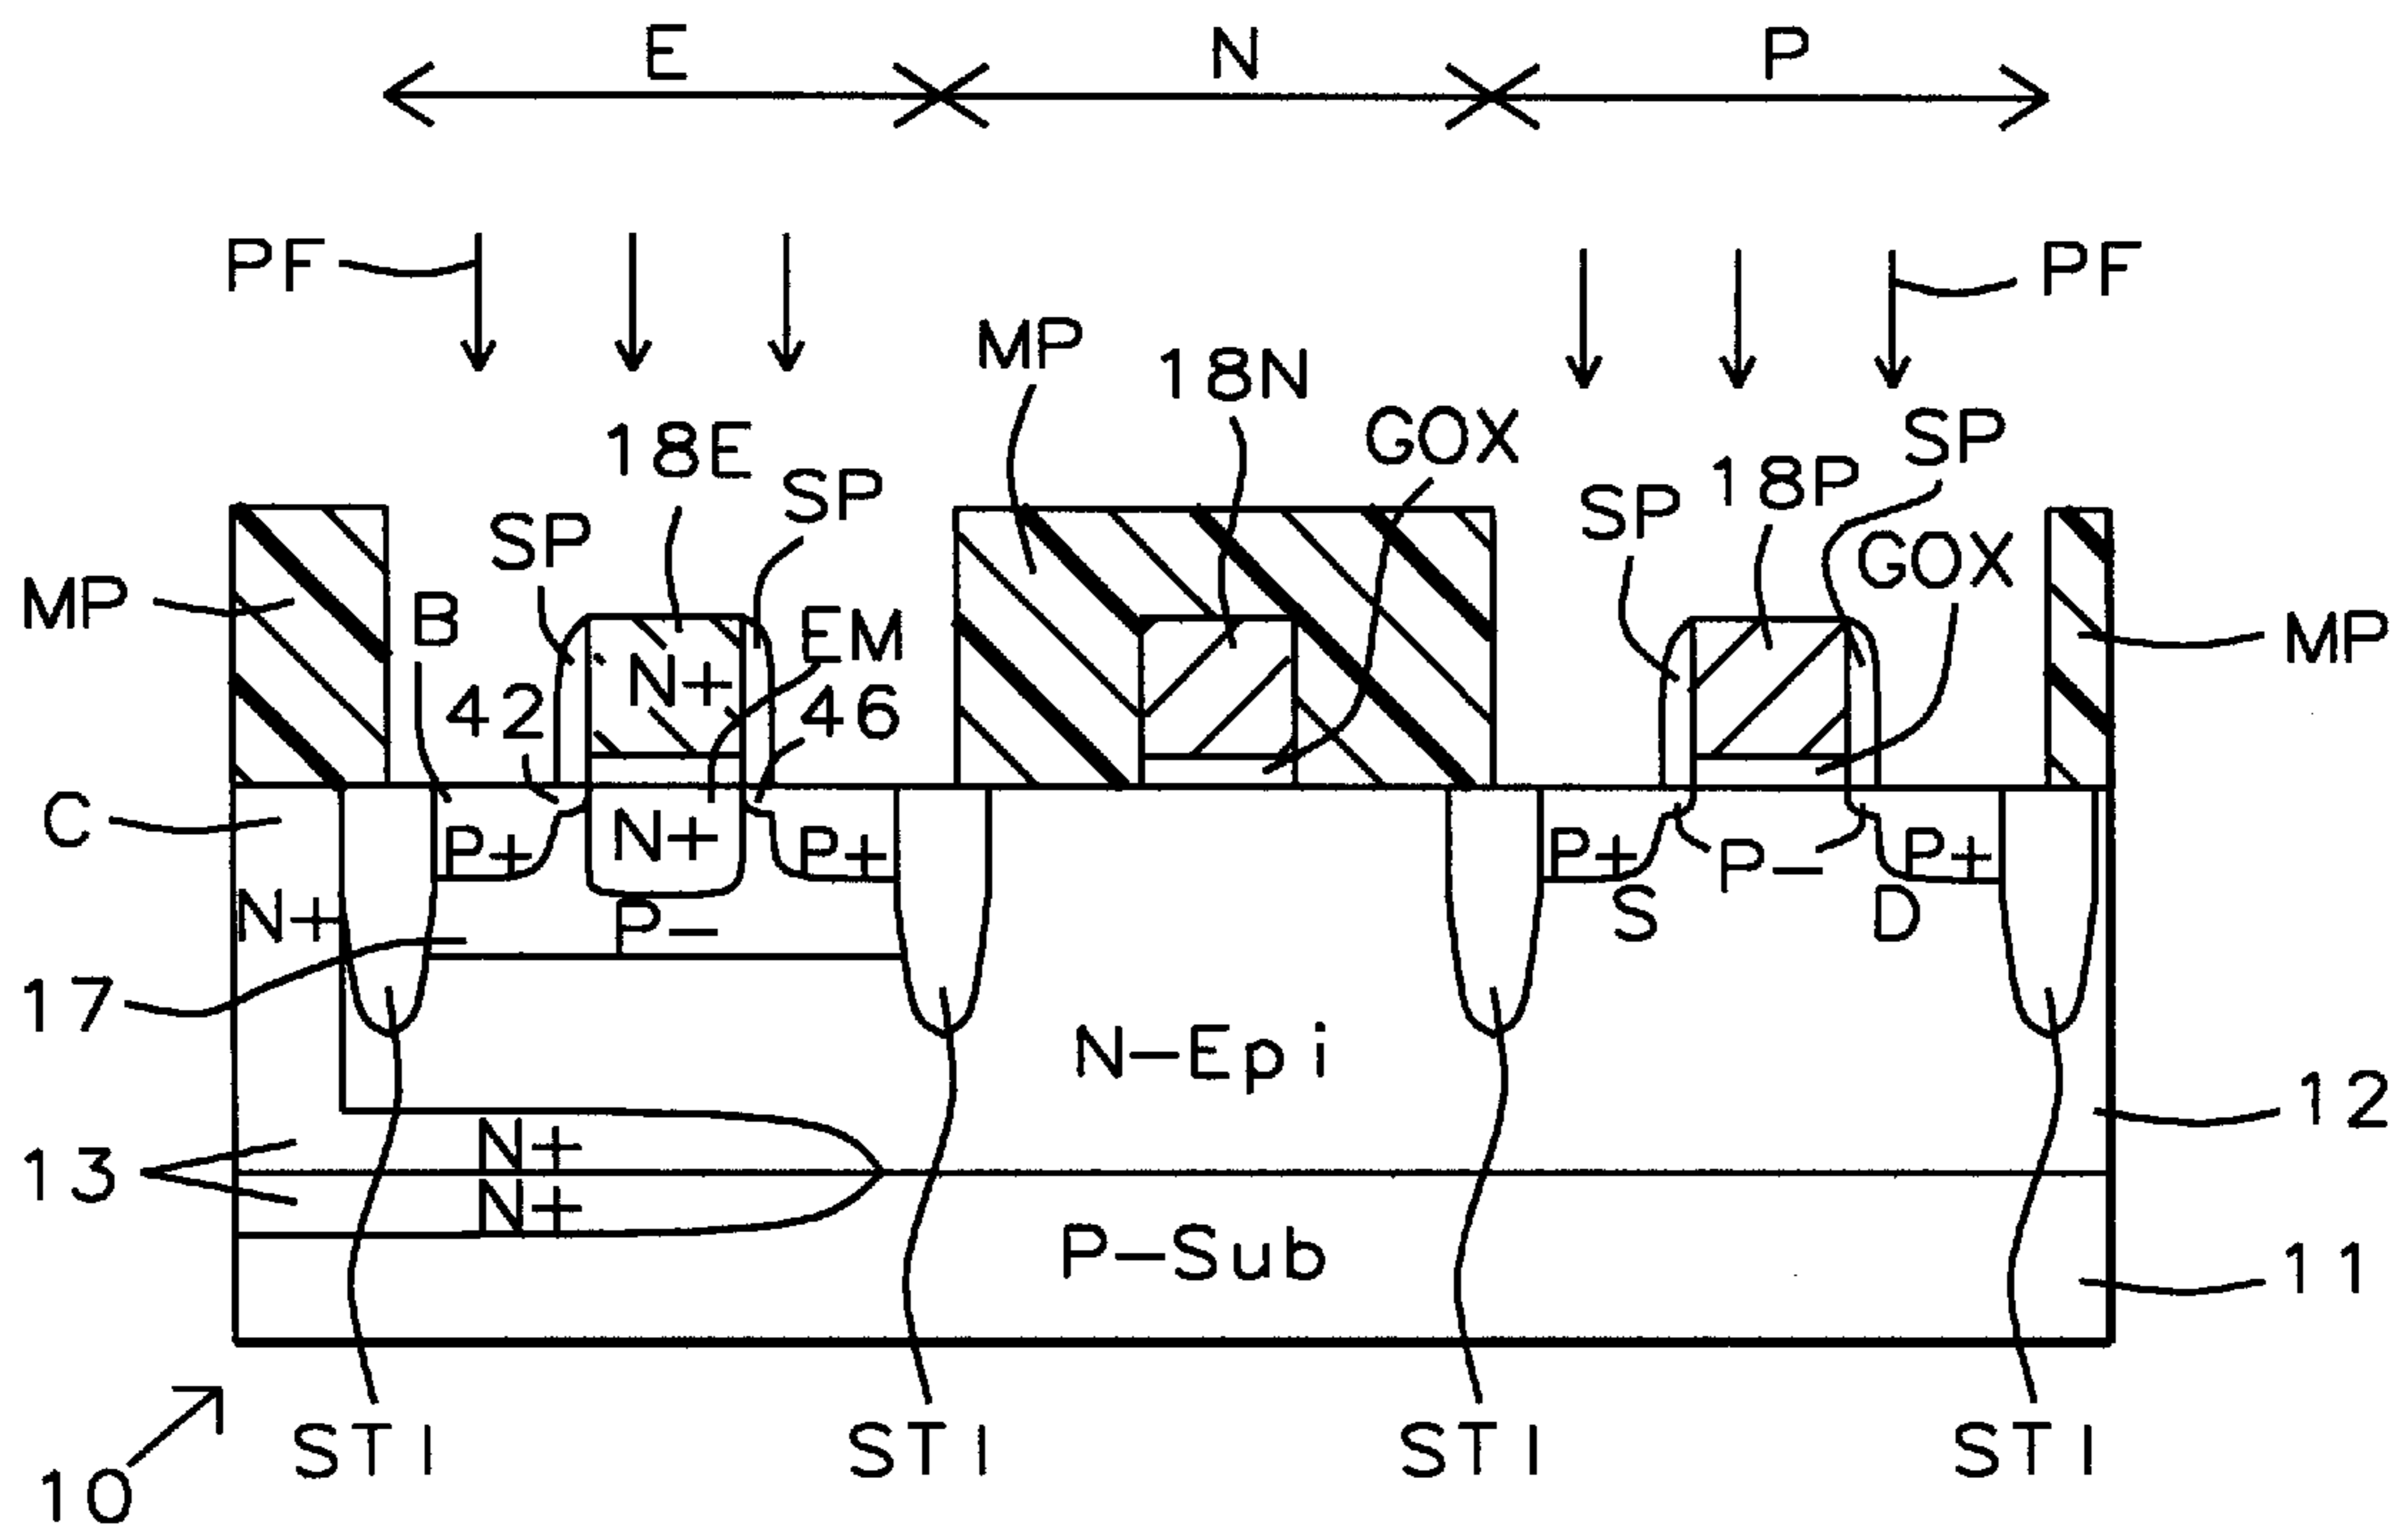 E N P
PF PF
MP 18N
GOX SP
18E SP 18P
SP SP
GOX
MP B EM MP
42 46
C P+ N+ P+ P+ P- P+
N+
N+ P- S D
17
N-Epi
12
13 N+
N+
P-Sub
11
STI STI STI STI
10